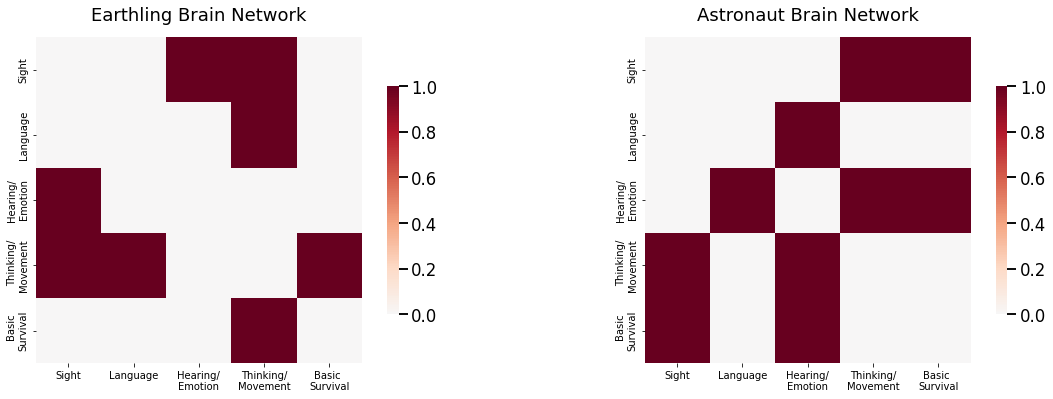 Earthling Brain Network
Astronaut Brain Network
Sight
Language
Hearing/
Emotion
Thinking/
Movement
Basic
Survival
Sight
Language
Hearing/
Emotion
Thinking/
Movement
Basic
Survival
1.0
0.8
0.6
0.4
0.2
0.0
Sight
Language
Hearing/
Emotion
Thinking/
Movement
Basic
Survival
Sight
Language
Hearing/
Emotion
Thinking/
Movement
Basic
Survival
1.0
0.8
0.6
0.4
0.2
0.0